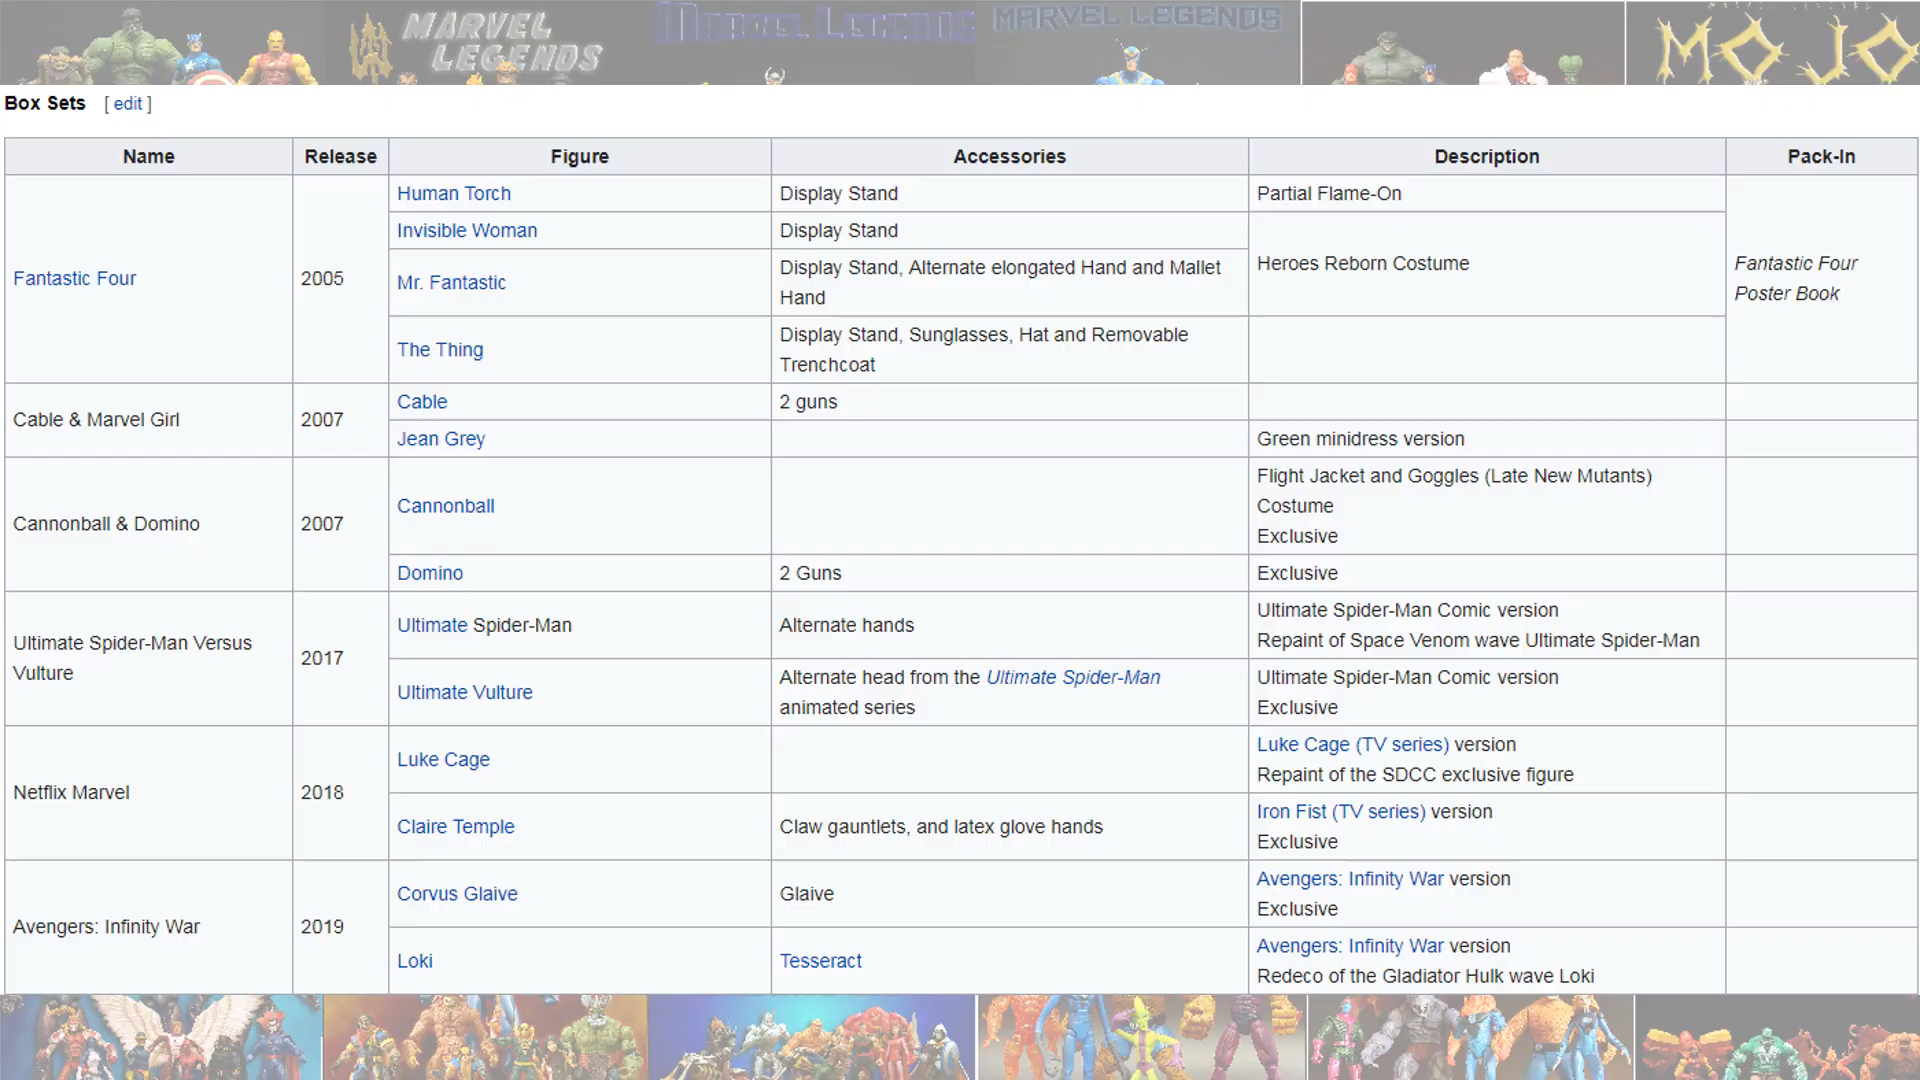 MARVEL LEGENDS
MARVEL LEGENDS
MARVEL LEGENDS
MOJO
Box Sets [ edit ]
Name Release Figure Accessories Description Pack-In
Fantastic Four 2005 Human Torch Display Stand Partial Flame-On Fantastic Four Poster Book
Invisible Woman Display Stand Heroes Reborn Costume
Mr. Fantastic Display Stand, Alternate elongated Hand and Mallet
Hand
The Thing Display Stand, Sunglasses, Hat and Removable
Trenchcoat
Cable & Marvel Girl 2007 Cable 2 guns
Jean Grey Green minidress version
Cannonball & Domino 2007 Cannonball Flight Jacket and Goggles (Late New Mutants)
Costume
Exclusive
Domino 2 Guns Exclusive
Ultimate Spider-Man Versus
Vulture 2017 Ultimate Spider-Man Alternate hands Ultimate Spider-Man Comic version
Repaint of Space Venom wave Ultimate Spider-Man
Ultimate Vulture Alternate head from the Ultimate Spider-Man
animated series Ultimate Spider-Man Comic version
Exclusive
Netflix Marvel 2018 Luke Cage Luke Cage (TV series) version
Repaint of the SDCC exclusive figure
Claire Temple Claw gauntlets, and latex glove hands Iron Fist (TV series) version
Exclusive
Avengers: Infinity War 2019 Corvus Glaive Glaive Avengers: Infinity War version
Exclusive
Loki Tesseract Avengers: Infinity War version
Redeco of the Gladiator Hulk wave Loki